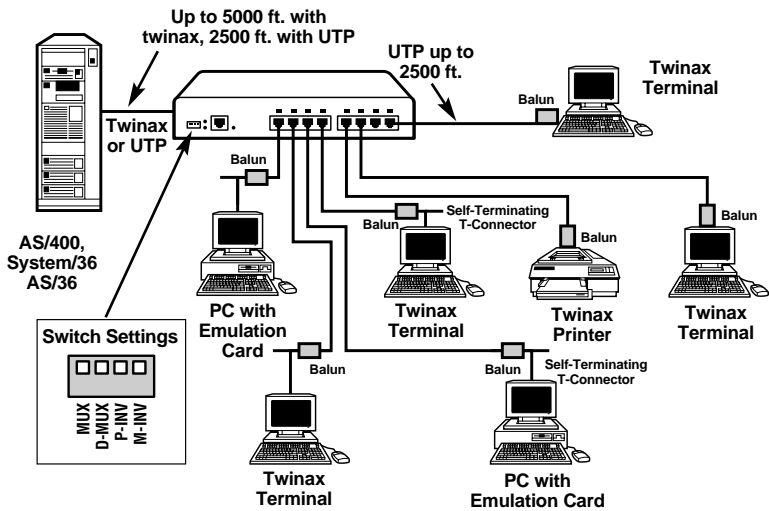 Up to 5000 ft. with
twinax, 2500 ft. with UTP
UTP up to
2500 ft.
Twinax
Terminal
Balun
Twinax
or UTP
AS/400,
System/36
AS/36
Balun
PC with
Emulation
Card
Balun
Self-Terminating
T-Connector
Twinax
Terminal
Balun
Twinax
Printer
Balun
Twinax
Terminal
Switch Settings
MUX
D-MUX
P-INV
M-INV
Balun
Twinax
Terminal
Balun
Self-Terminating
T-Connector
PC with
Emulation Card